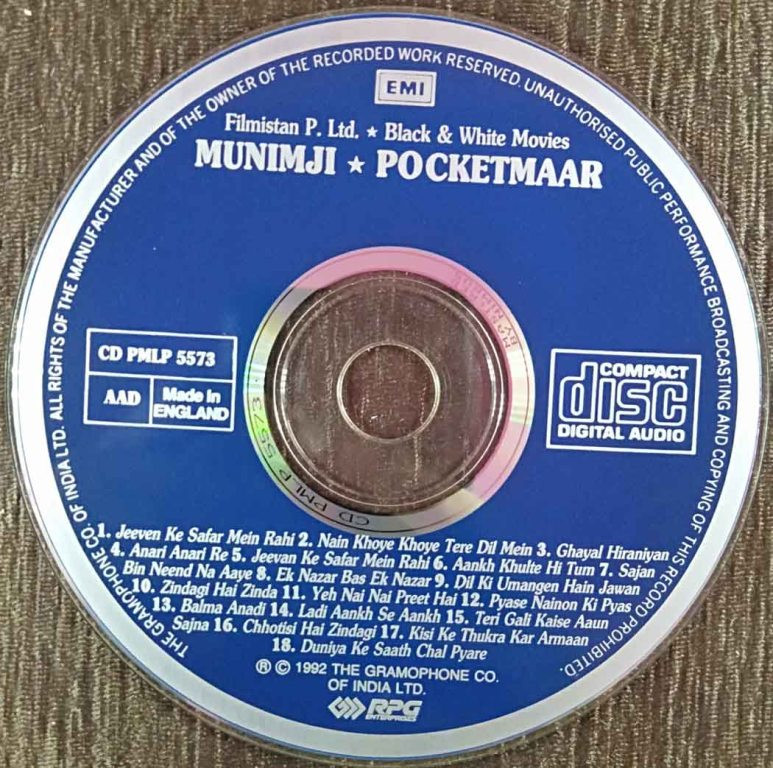 THE GRAMOPHONE CO. OF INDIA LTD. ALL RIGHTS OF THE MANUFACTURER AND OF THE OWNER OF THE RECORDED WORK RESERVED. UNAUTHORISED PUBLIC PERFORMANCE BROADCASTING AND COPYING OF THIS RECORD PROHIBITED.
EMI
Filmistan P. Ltd. ★ Black & White Movies
MUNIMJI ★ POCKETMAAR
CD PMLP 5573
AAD
Made in
ENGLAND
COMPACT
disc
DIGITAL AUDIO
CD PMLP 5573
1. Jeeven Ke Safar Mein Rahi 2. Nain Khoye Khoye Tere Dil Mein 3. Ghayal Hiraniyan
4. Anari Anari Re 5. Jeevan Ke Safar Mein Rahi 6. Aankh Khulte Hi Tum 7. Sajan
Bin Neend Na Aaye 8. Ek Nazar Bas Ek Nazar 9. Dil Ki Umangen Hain Jawan
10. Zindagi Hai Zinda 11. Yeh Nai Nai Preet Hai 12. Pyase Nainon Ki Pyas
13. Balma Anadi 14. Ladi Aankh Se Aankh 15. Teri Gali Kaise Aaun
Sajna 16. Chhotisi Hai Zindagi 17. Kisi Ke Thukra Kar Armaan
18. Duniya Ke Saath Chal Pyare
Ⓡ © 1992 THE GRAMOPHONE CO.
OF INDIA LTD.
RPG
ENTERPRISES